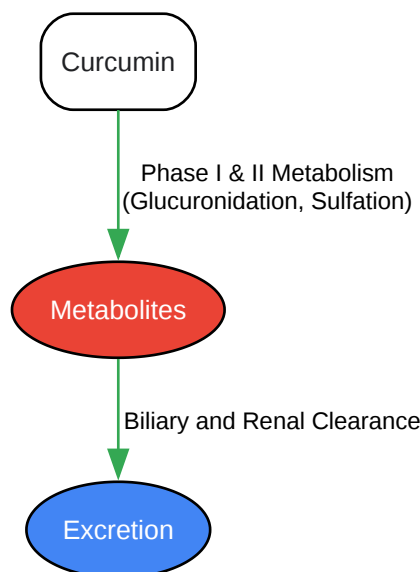 Curcumin
Phase I & II Metabolism
(Glucuronidation, Sulfation)
Metabolites
Biliary and Renal Clearance
Excretion